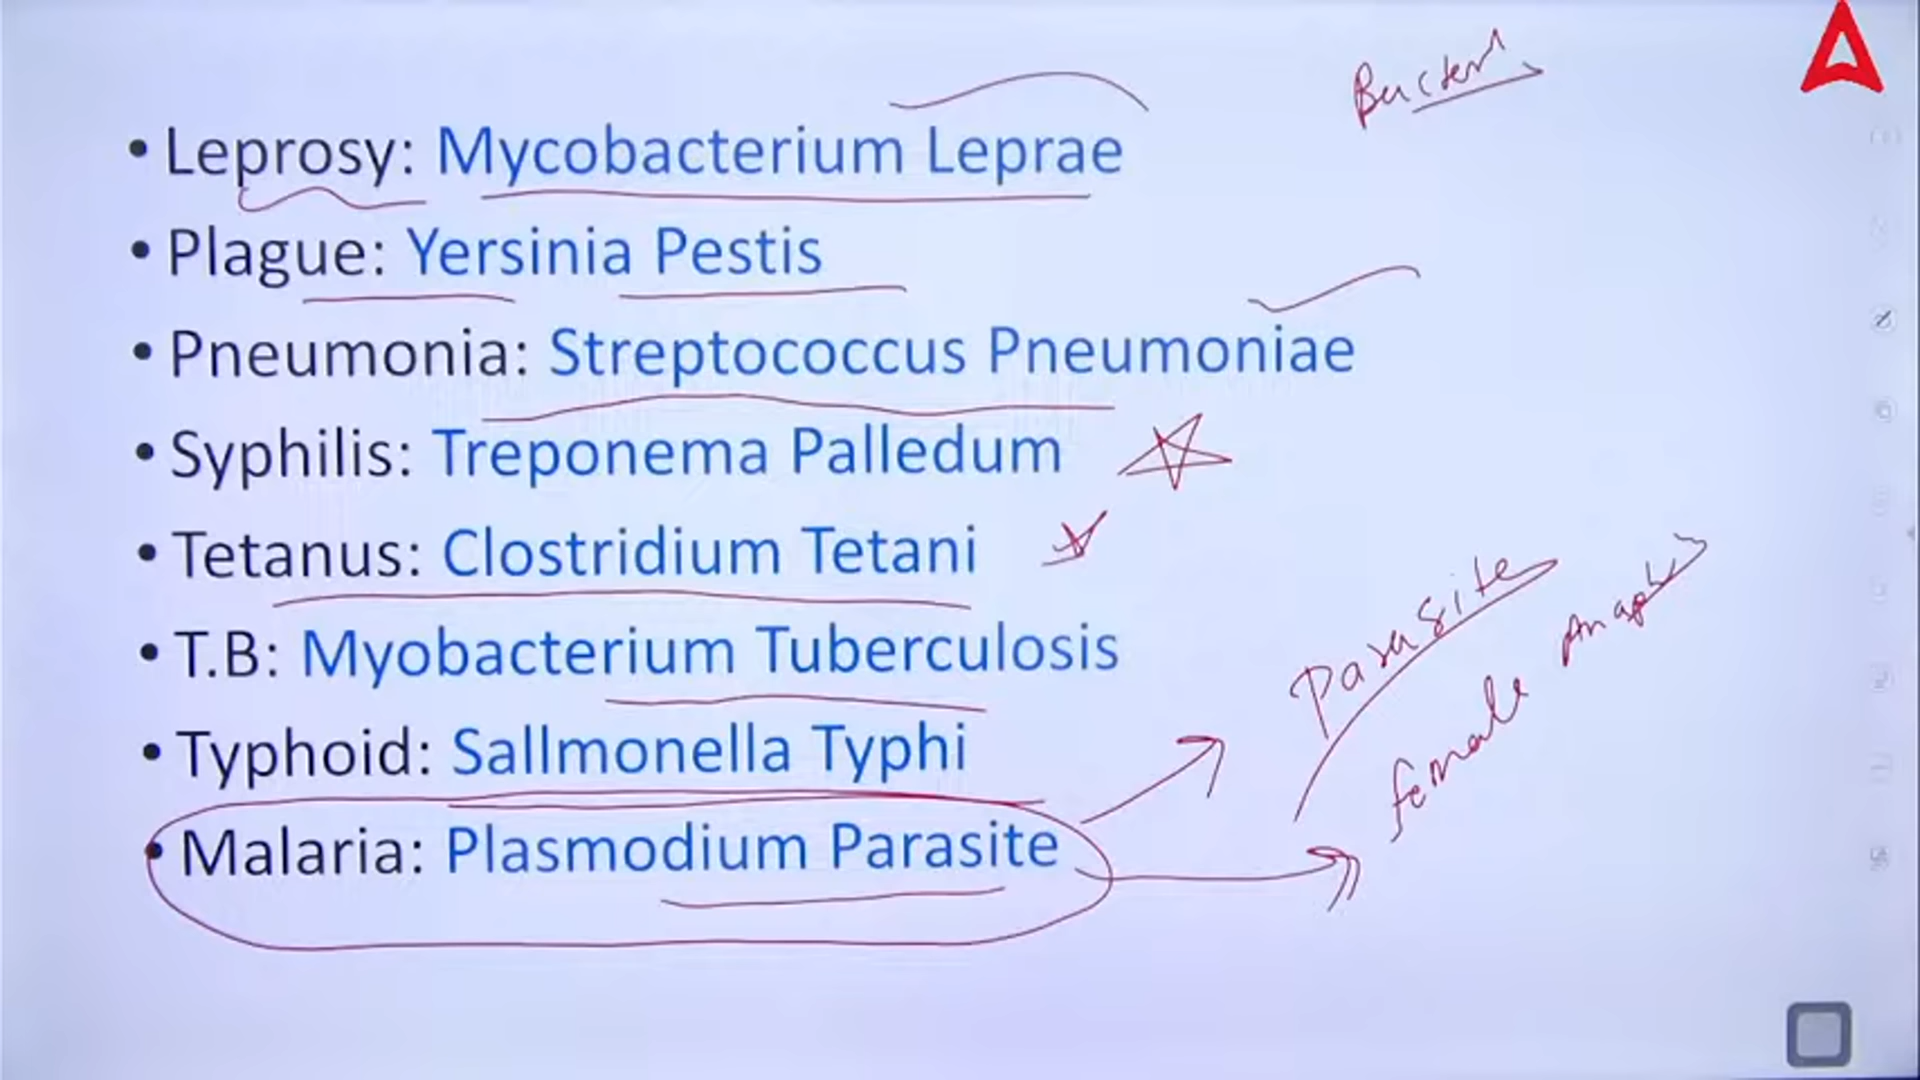 • Leprosy: Mycobacterium Leprae
• Plague: Yersinia Pestis
• Pneumonia: Streptococcus Pneumoniae
• Syphilis: Treponema Palledum
• Tetanus: Clostridium Tetani
• T.B: Myobacterium Tuberculosis
• Typhoid: Sallmonella Typhi
• Malaria: Plasmodium Parasite
Parasite
female